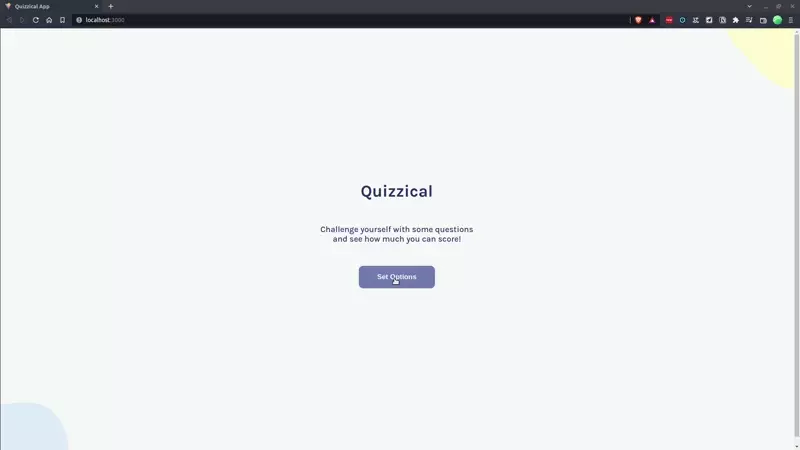 Quizzical App
localhost:3000
Quizzical
Challenge yourself with some questions
and see how much you can score!
Set Options